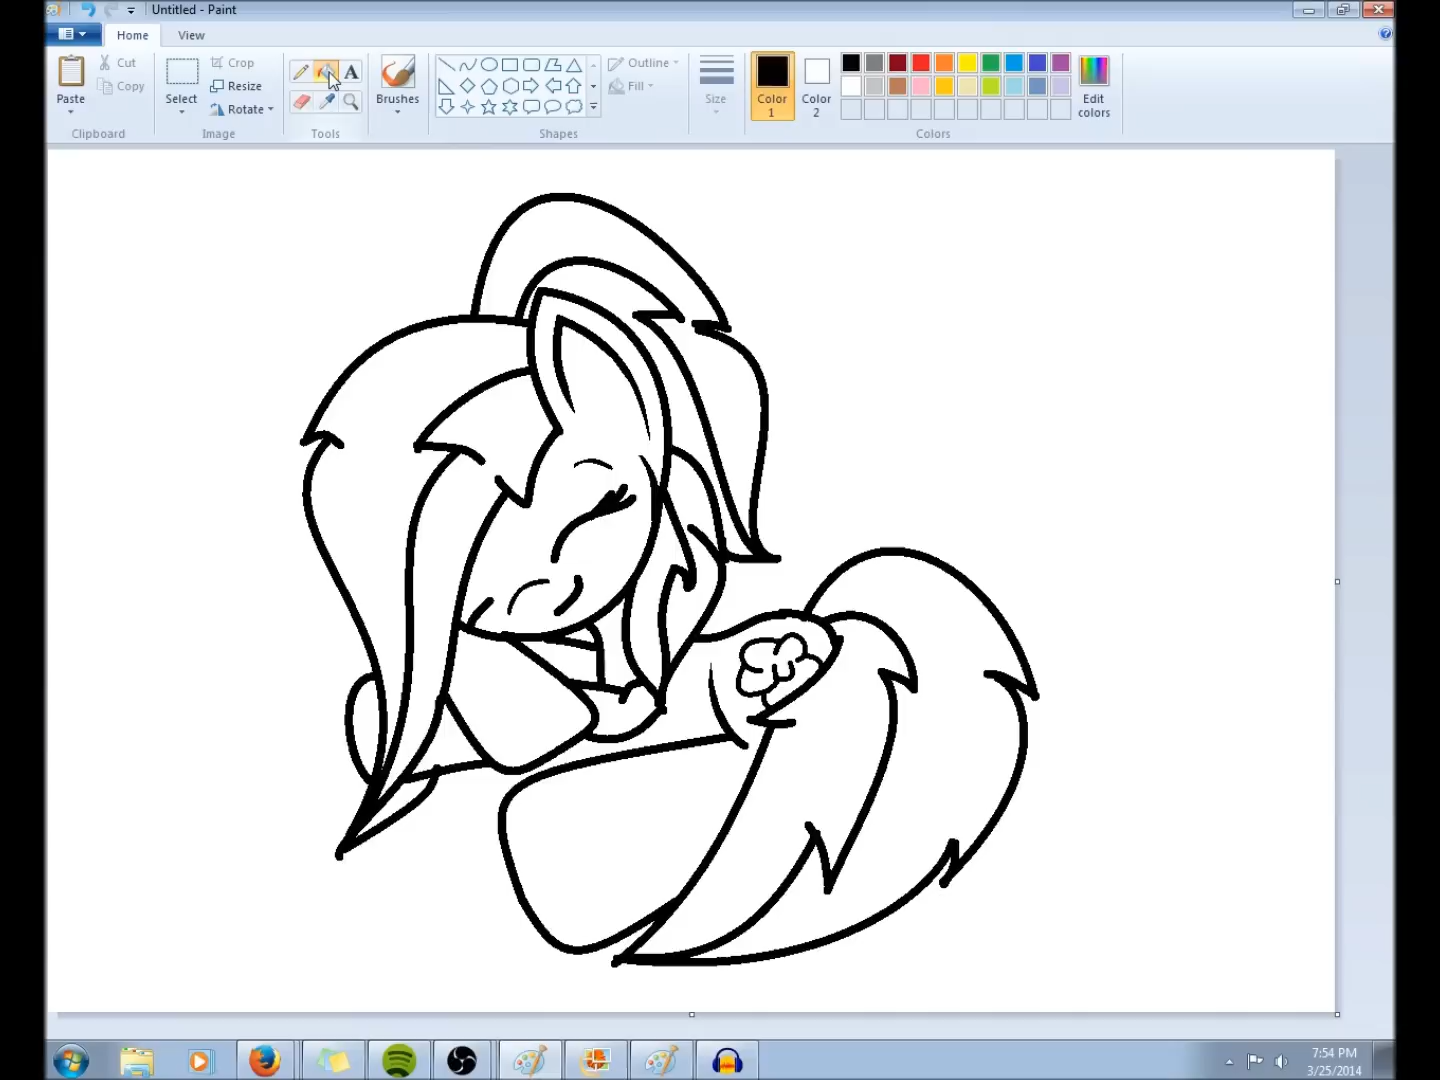 Untitled - Paint
Home View
Paste
Cut
Copy
Clipboard
Select
Crop
Resize
Rotate
Image
A
Tools
Brushes
Outline
Fill
Shapes
Size
Color 1
Color 2
Edit colors
Colors
7:54 PM
3/25/2014